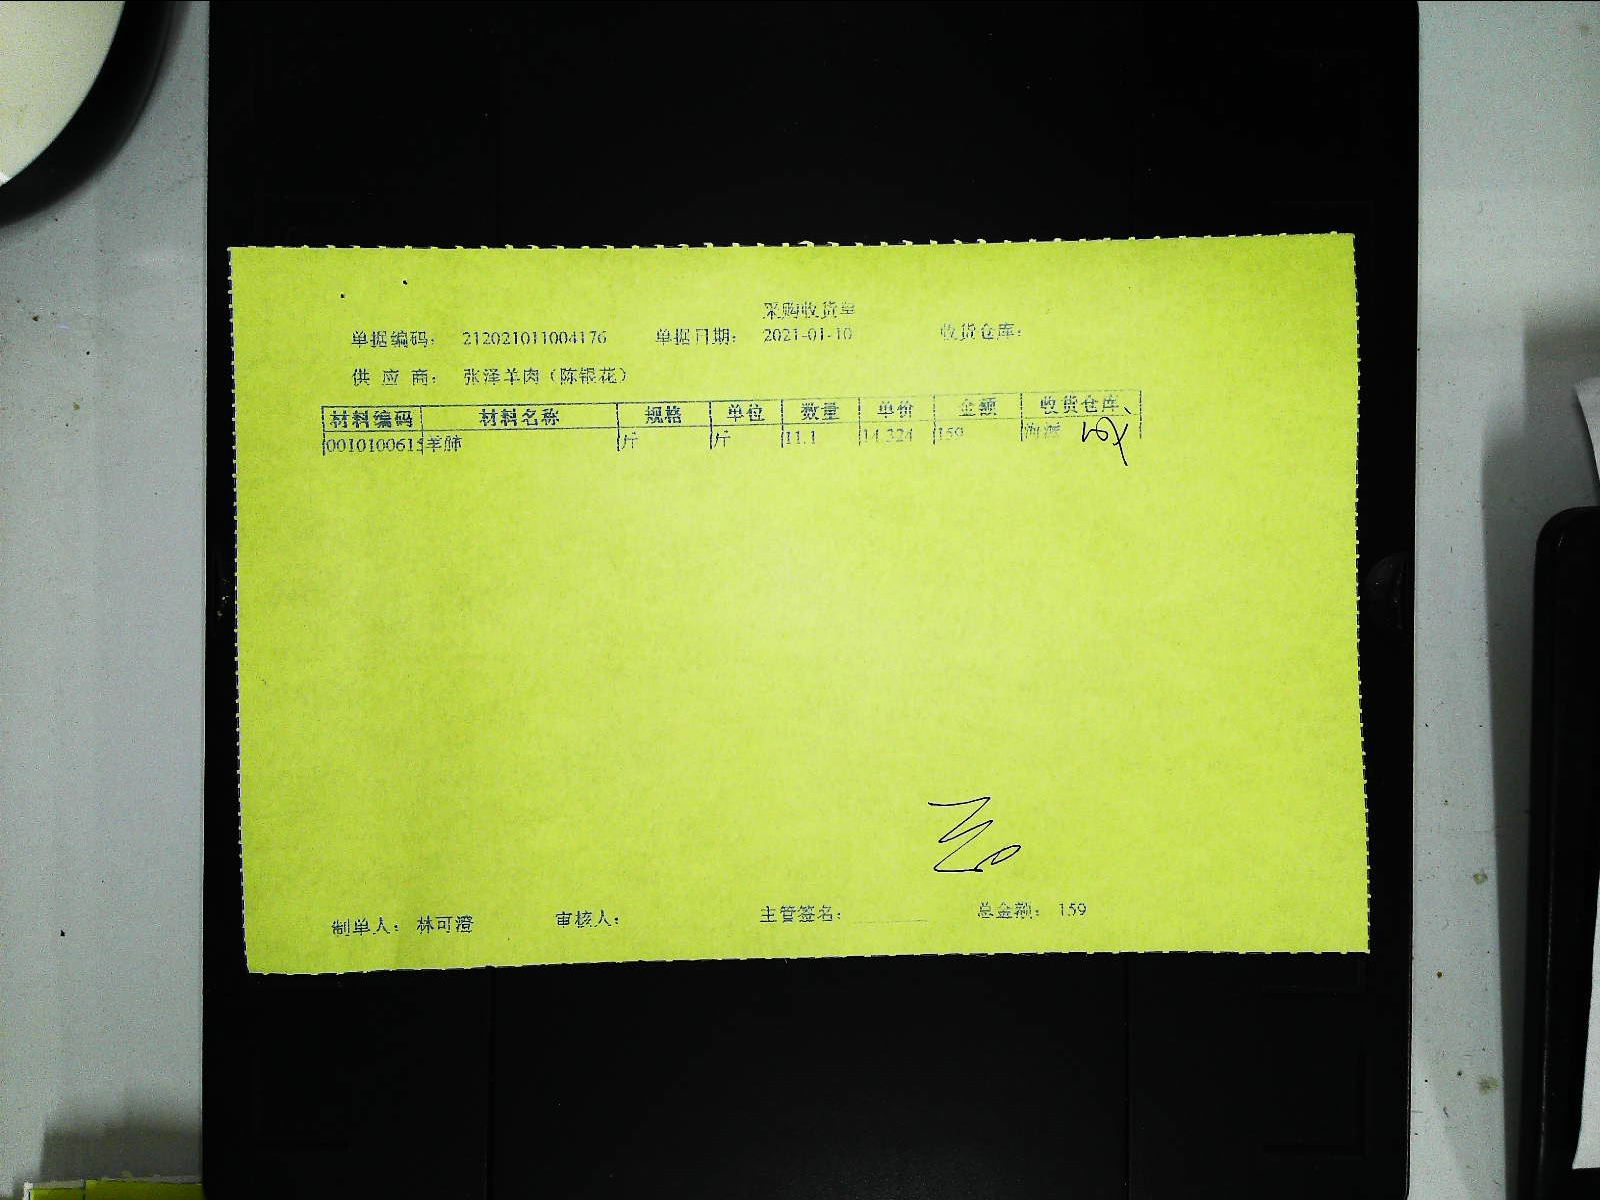 采购收货单
单据编码： 212021011004176 单据日期： 2021-01-10 收货仓库：
供 应 商： 张泽羊肉（陈银花）
材料编码 材料名称 规格 单位 数量 单价 金额 收货仓库
0010100615 羊肺 斤 斤 11.1 14.324 159
制单人： 林可澄 审核人： 主管签名： 总金额： 159